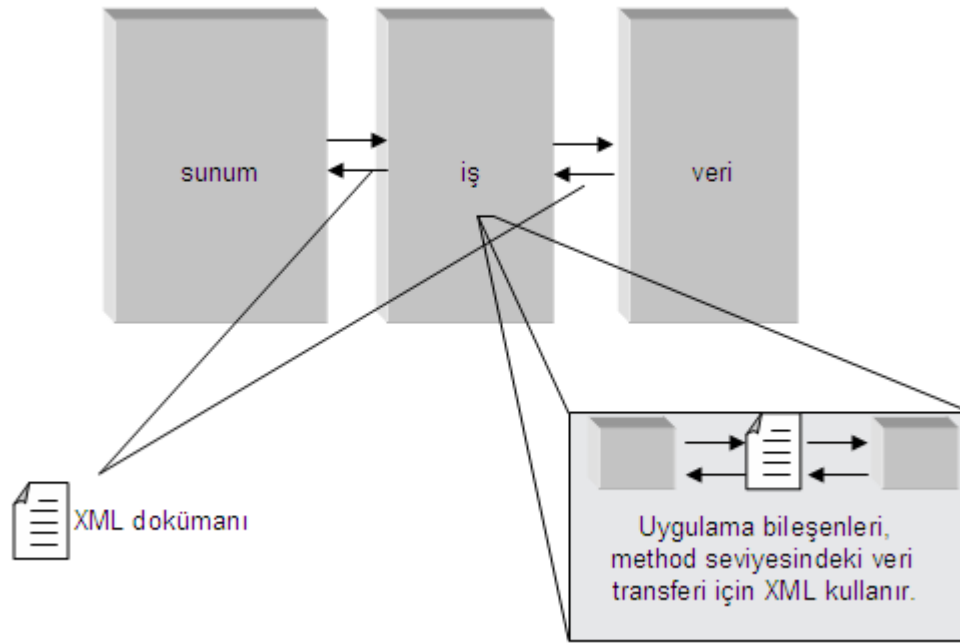 sunum
iş
veri
XML dokümanı
Uygulama bileşenleri,
method seviyesindeki veri
transferi için XML kullanır.